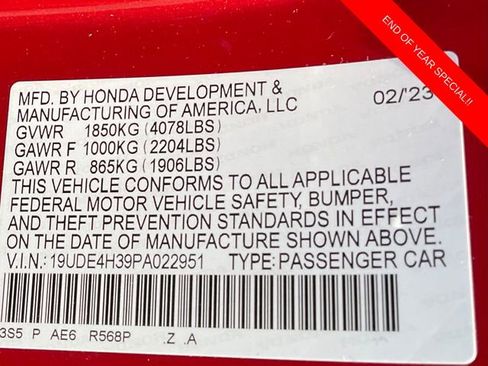 END OF YEAR SPECIAL!!
MFD. BY HONDA DEVELOPMENT &
MANUFACTURING OF AMERICA, LLC 02/'23
GVWR 1850KG (4078LBS)
GAWR F 1000KG (2204LBS)
GAWR R 865KG (1906LBS)
THIS VEHICLE CONFORMS TO ALL APPLICABLE
FEDERAL MOTOR VEHICLE SAFETY, BUMPER,
AND THEFT PREVENTION STANDARDS IN EFFECT
ON THE DATE OF MANUFACTURE SHOWN ABOVE.
V.I.N.: 19UDE4H39PA022951 TYPE: PASSENGER CAR
3S5 P AE6 R568P .Z .A